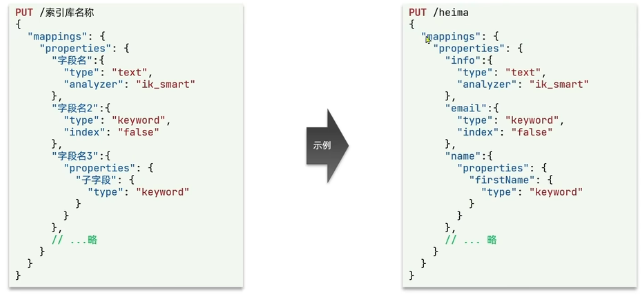 PUT /索引库名称
{
  "mappings": {
    "properties": {
      "字段名":{
        "type": "text",
        "analyzer": "ik_smart"
      },
      "字段名2":{
        "type": "keyword",
        "index": "false"
      },
      "字段名3":{
        "properties": {
          "子字段": {
            "type": "keyword"
          }
        }
      },
      // ...略
    }
  }
}
示例
PUT /heima
{
  "mappings": {
    "properties": {
      "info":{
        "type": "text",
        "analyzer": "ik_smart"
      },
      "email":{
        "type": "keyword",
        "index": "false"
      },
      "name":{
        "properties": {
          "firstName": {
            "type": "keyword"
          }
        }
      },
      // ... 略
    }
  }
}